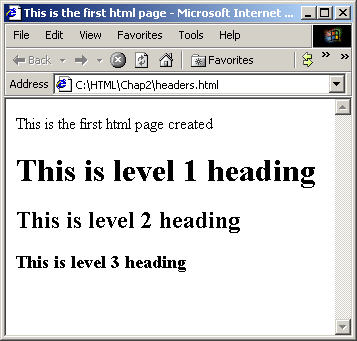 This is the first html page - Microsoft Internet ...
File Edit View Favorites Tools Help
Back Favorites
Address C:\HTML\Chap2\headers.html
This is the first html page created
This is level 1 heading
This is level 2 heading
This is level 3 heading